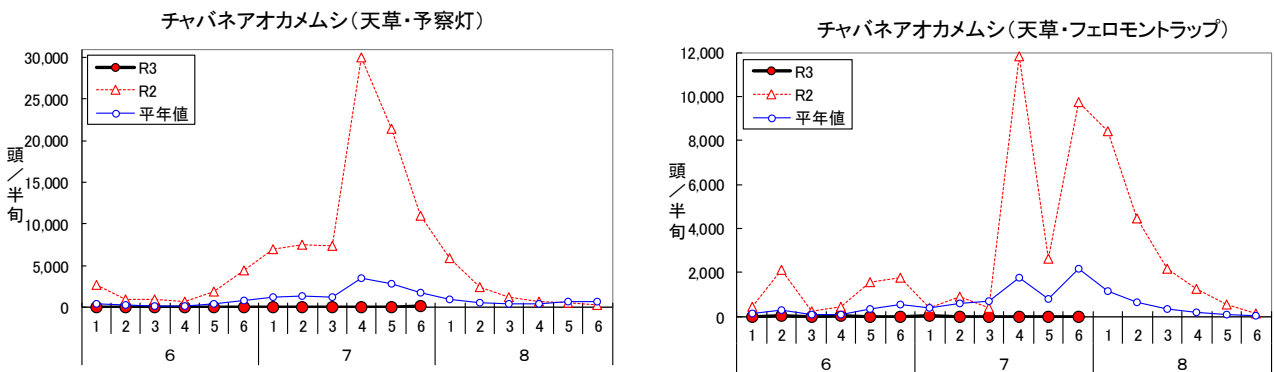 チャバネアオカメムシ(天草・予察灯)
30,000
25,000
20,000
15,000
10,000
5,000
0
頭／半旬
R3
R2
平年値
1 2 3 4 5 6 1 2 3 4 5 6 1 2 3 4 5 6
6 7 8
チャバネアオカメムシ(天草・フェロモントラップ)
12,000
10,000
8,000
6,000
4,000
2,000
0
頭／半旬
R3
R2
平年値
1 2 3 4 5 6 1 2 3 4 5 6 1 2 3 4 5 6
6 7 8